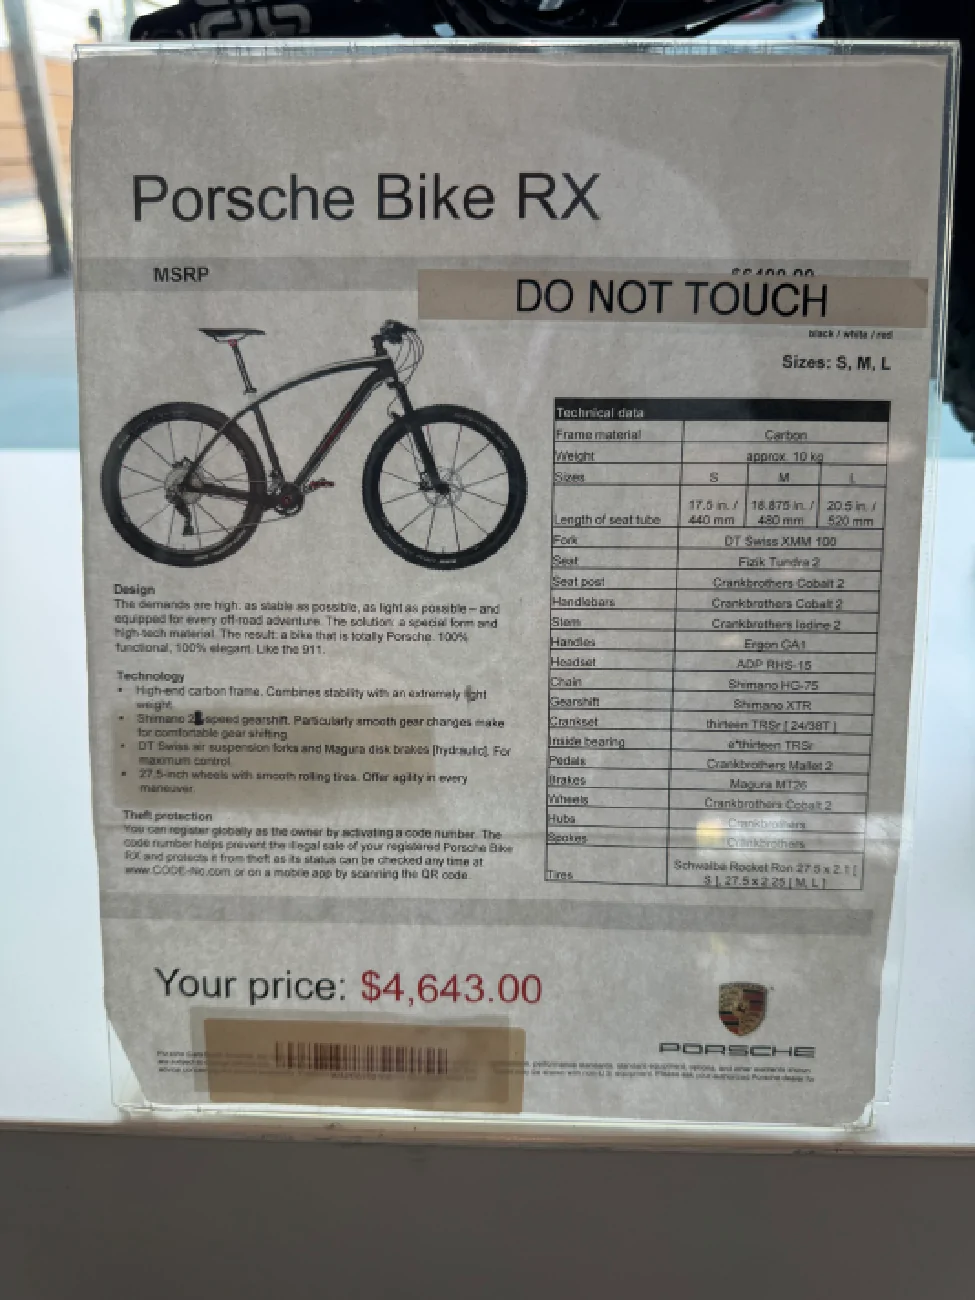 Porsche Bike RX
MSRP
DO NOT TOUCH
black / white / red
Sizes: S, M, L
Technical data
Frame material Carbon
Weight approx. 10 kg
Sizes S M L
Length of seat tube 17.5 in. / 440 mm 18.875 in. / 480 mm 20.5 in. / 520 mm
Fork DT Swiss XMM 100
Seat Fizik Tundra 2
Seat post Crankbrothers Cobalt 2
Handlebars Crankbrothers Cobalt 2
Stem Crankbrothers Iodine 2
Handles Ergon GA1
Headset ADP RHS-15
Chain Shimano HG-75
Gearshift Shimano XTR
Crankset thirteen TRSr [ 24/38T ]
Inside bearing e*thirteen TRSr
Pedals Crankbrothers Mallet 2
Brakes Magura MT26
Wheels Crankbrothers Cobalt 2
Hubs Crankbrothers
Spokes Crankbrothers
Tires Schwalbe Rocket Ron 27.5 x 2.1 [
S ], 27.5 x 2.25 [ M, L ]
Design
The demands are high: as stable as possible, as light as possible – and
equipped for every off-road adventure. The solution: a special form and
high-tech material. The result: a bike that is totally Porsche. 100%
functional, 100% elegant. Like the 911.
Technology
• High-end carbon frame. Combines stability with an extremely light
weight.
• Shimano speed gearshift. Particularly smooth gear changes make
for comfortable gear shifting.
• DT Swiss air suspension forks and Magura disk brakes [hydraulic]. For
maximum control.
• 27.5-inch wheels with smooth rolling tires. Offer agility in every
maneuver.
Theft protection
You can register globally as the owner by activating a code number. The
code number helps prevent the illegal sale of your registered Porsche Bike
RX and protects it from theft as its status can be checked any time at
www.CODE-No.com or on a mobile app by scanning the QR code.
Your price: $4,643.00
PORSCHE